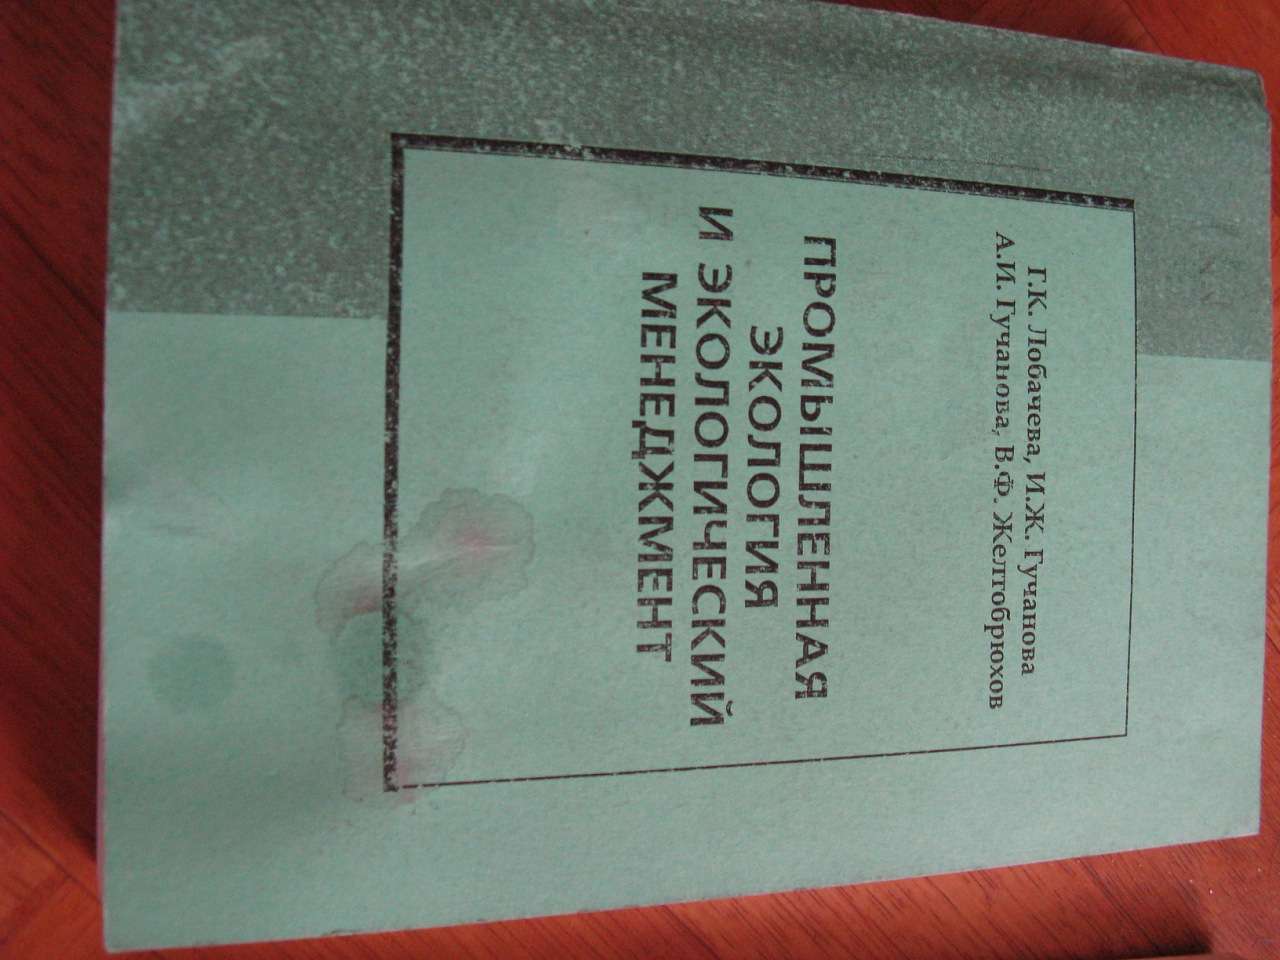 Г.К. Лобачева, И.Ж. Гучанова
А.И. Гучанова, В.Ф. Желтобрюхов
ПРОМЫШЛЕННАЯ
ЭКОЛОГИЯ
И ЭКОЛОГИЧЕСКИЙ
МЕНЕДЖМЕНТ